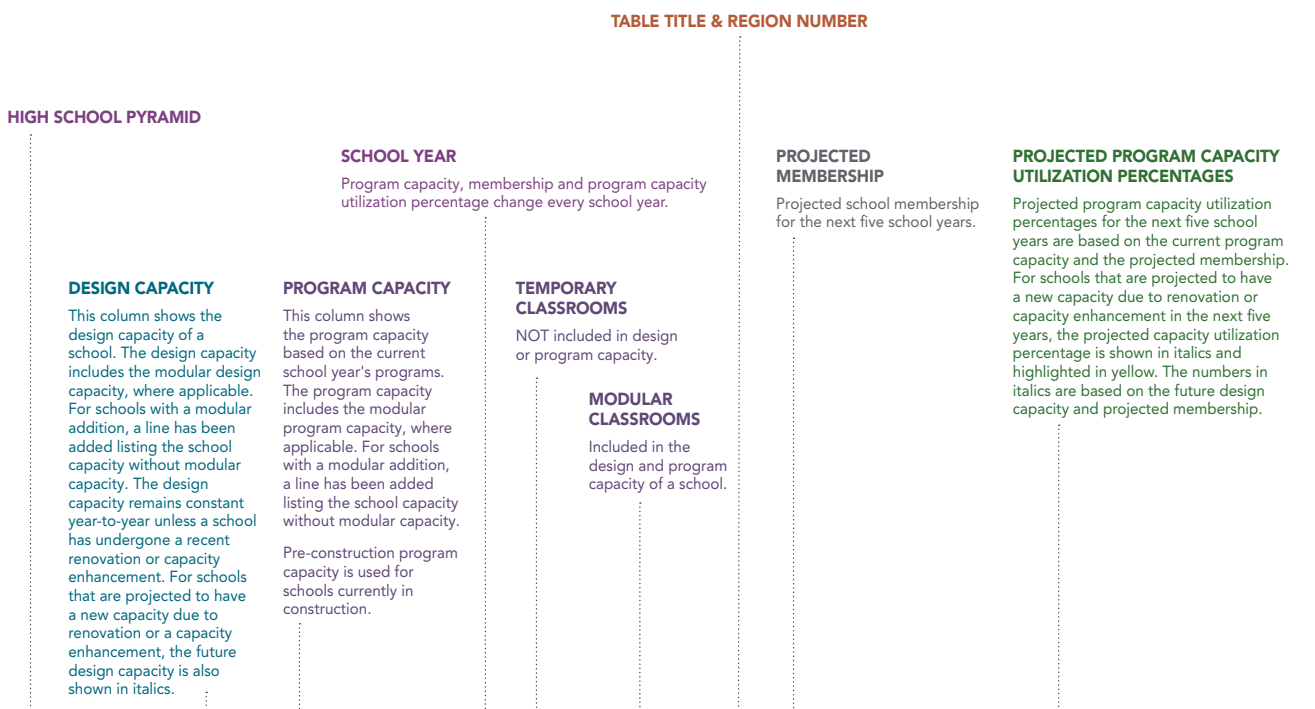 TABLE TITLE & REGION NUMBER
HIGH SCHOOL PYRAMID
SCHOOL YEAR
Program capacity, membership and program capacity
utilization percentage change every school year.
PROJECTED
MEMBERSHIP
Projected school membership
for the next five school years.
PROJECTED PROGRAM CAPACITY
UTILIZATION PERCENTAGES
Projected program capacity utilization
percentages for the next five school
years are based on the current program
capacity and the projected membership.
For schools that are projected to have
a new capacity due to renovation or
capacity enhancement in the next five
years, the projected capacity utilization
percentage is shown in italics and
highlighted in yellow. The numbers in
italics are based on the future design
capacity and projected membership.
DESIGN CAPACITY
This column shows the
design capacity of a
school. The design capacity
includes the modular design
capacity, where applicable.
For schools with a modular
addition, a line has been
added listing the school
capacity without modular
capacity. The design
capacity remains constant
year-to-year unless a school
has undergone a recent
renovation or capacity
enhancement. For schools
that are projected to have
a new capacity due to
renovation or a capacity
enhancement, the future
design capacity is also
shown in italics.
PROGRAM CAPACITY
This column shows
the program capacity
based on the current
school year's programs.
The program capacity
includes the modular
program capacity, where
applicable. For schools
with a modular addition,
a line has been added
listing the school capacity
without modular capacity.
Pre-construction program
capacity is used for
schools currently in
construction.
TEMPORARY
CLASSROOMS
NOT included in design
or program capacity.
MODULAR
CLASSROOMS
Included in the
design and program
capacity of a school.